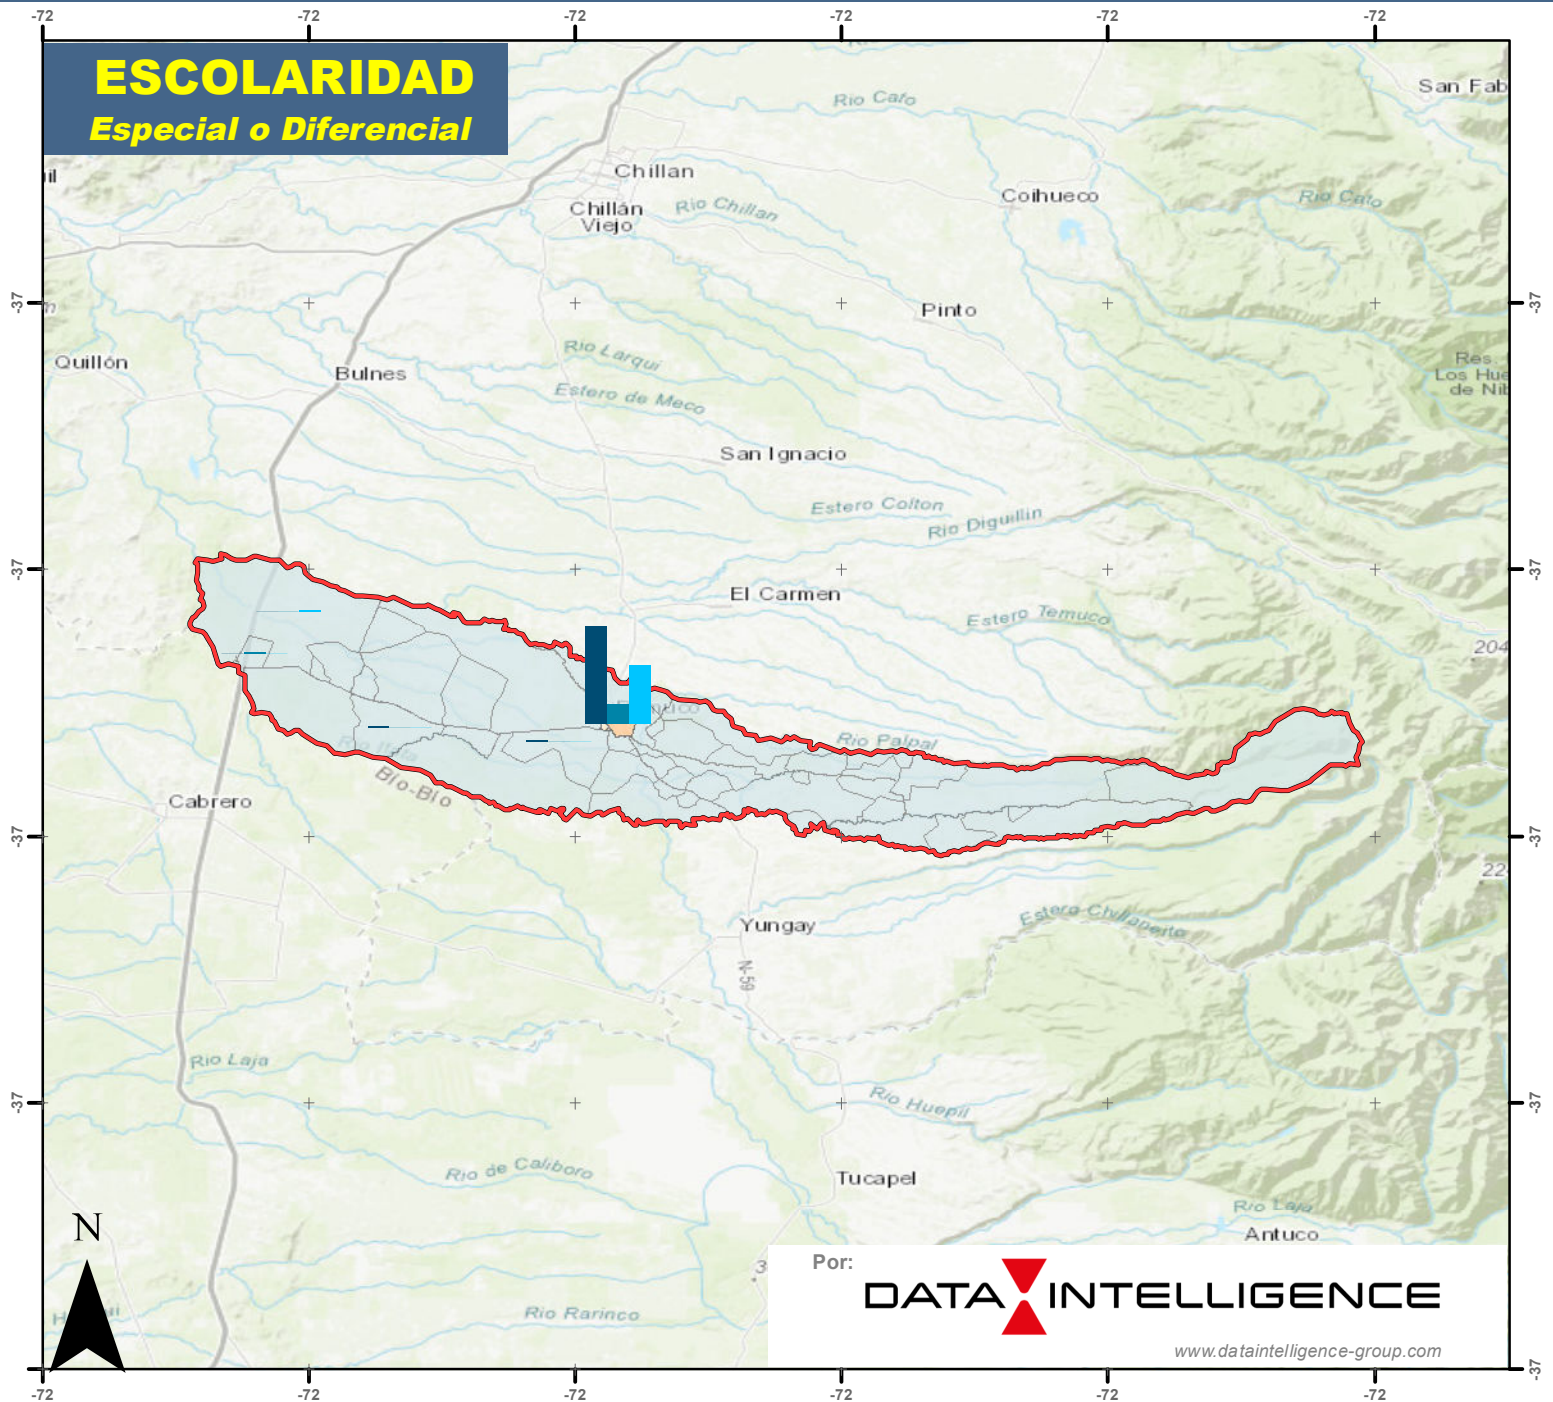 -72 -72 -72 -72 -72 -72
ESCOLARIDAD
Especial o Diferencial
San Fab
Rio Cato
Chillan
Coihueco
Rio Cato
Chillán
Viejo
Rio Chillan
-37
-37
Pinto
Quillón
Bulnes
Rio Larqui
Res
Los Hue
de Ñib
Estero de Meco
San Ignacio
Estero Colton
Rio Diguillin
-37
-37
El Carmen
Estero Temuco
204
Rio Palpal
Rio Itata
Bío-Bío
Cabrero
-37
-37
22
Yungay
Estero Chillancito
N-59
Rio Laja
-37
-37
Rio Huepil
Rio de Caliboro
Tucapel
Rio Laja
Antuco
N
Por:
DATA INTELLIGENCE
www.dataintelligence-group.com
Rio Rarinco
-37
-72 -72 -72 -72 -72 -72